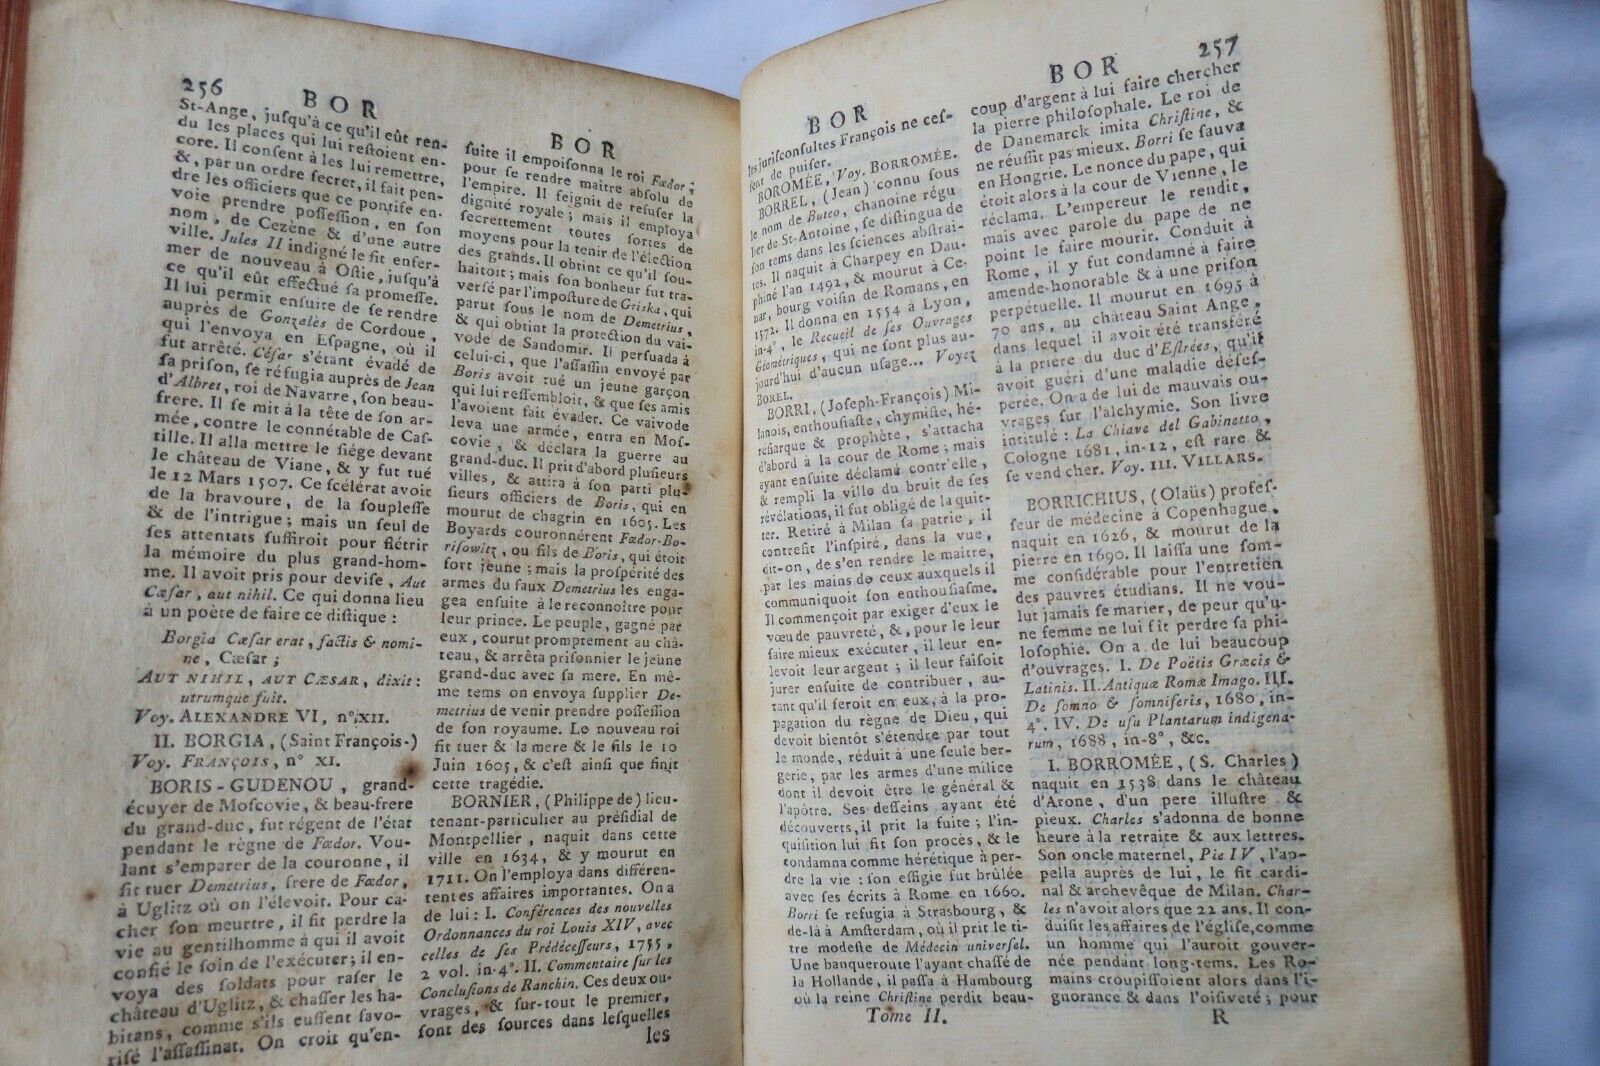 256
BOR
St-Ange, juſqu'à ce qu'il eût ren-
du les places qui lui reſtoient en-
core. Il conſent à les lui remettre,
&, par un ordre ſecret, il fait pen-
dre les officiers que ce pontife en-
voie prendre poſſeſſion, en ſon
nom, de Cezène & d'une autre
ville. Jules II indigné le fit enfer-
mer de nouveau à Oſtie, juſqu'à
ce qu'il eût effectué ſa promeſſe.
Il lui permit enſuite de ſe rendre
auprès de Gonzalès de Cordoue,
qui l'envoya en Eſpagne, où il
fut arrêté. Céſar s'étant évadé de
ſa priſon, ſe réfugia auprès de Jean
d'Albret, roi de Navarre, ſon beau-
frere. Il ſe mit à la tête de ſon ar-
mée, contre le connétable de Caſ-
tille. Il alla mettre le ſiége devant
le château de Viane, & y fut tué
le 12 Mars 1507. Ce ſcélérat avoit
de la bravoure, de la ſoupleſſe
& de l'intrigue; mais un ſeul de
ſes attentats ſuffiroit pour flétrir
la mémoire du plus grand-hom-
me. Il avoit pris pour deviſe, Aut
Cæſar, aut nihil. Ce qui donna lieu
à un poëte de faire ce diſtique :
Borgia Cæſar erat, factis & nomi-
ne, Cæſar;
AUT NIHIL, AUT CÆSAR, dixit:
utrumque fuit.
Voy. ALEXANDRE VI, n°. XII.
II. BORGIA, (Saint François-)
Voy. FRANÇOIS, n° XI.
BORIS-GUDENOU, grand-
écuyer de Moſcovie, & beau-frere
du grand-duc, fut régent de l'état
pendant le règne de Fœdor. Vou-
lant s'emparer de la couronne, il
fit tuer Demetrius, frere de Fœdor,
à Uglitz où on l'élevoit. Pour ca-
cher ſon meurtre, il fit perdre la
vie au gentilhomme à qui il avoit
confié le ſoin de l'exécuter; il en-
voya des ſoldats pour raſer le
château d'Uglitz, & chaſſer les ha-
bitans, comme s'ils euſſent favo-
riſé l'aſſaſſinat. On croit qu'en-
BOR
ſuite il empoiſonna le roi Fœdor;
pour ſe rendre maître abſolu de
l'empire. Il feignit de refuſer la
dignité royale; mais il employa
ſecrettement toutes ſortes de
moyens pour la tenir de l'élection
des grands. Il obtint ce qu'il ſou-
haitoit; mais ſon bonheur fut tra-
verſé par l'impoſture de Griska, qui
parut ſous le nom de Demetrius,
& qui obtint la protection du vai-
vode de Sandomir. Il perſuada à
celui-ci, que l'aſſaſſin envoyé par
Boris avoit tué un jeune garçon
qui lui reſſembloit, & que ſes amis
l'avoient fait évader. Ce vaivode
leva une armée, entra en Moſ-
covie, & déclara la guerre au
grand-duc. Il prit d'abord pluſieurs
villes, & attira à ſon parti plu-
ſieurs officiers de Boris, qui en
mourut de chagrin en 1605. Les
Boyards couronnérent Fœdor-Bo-
riſowitz, ou fils de Boris, qui étoit
fort jeune; mais la proſpérité des
armes du faux Demetrius les enga-
gea enſuite à le reconnoître pour
leur prince. Le peuple, gagné par
eux, courut promptement au châ-
teau, & arrêta priſonnier le jeune
grand-duc avec ſa mere. En mê-
me tems on envoya ſupplier De-
metrius de venir prendre poſſeſſion
de ſon royaume. Le nouveau roi
fit tuer & la mere & le fils le 10
Juin 1605, & c'eſt ainſi que finit
cette tragédie.
BORNIER, (Philippe de) lieu-
tenant-particulier au préſidial de
Montpellier, naquit dans cette
ville en 1634, & y mourut en
1711. On l'employa dans différen-
tes affaires importantes. On a
de lui : I. Conférences des nouvelles
Ordonnances du roi Louis XIV, avec
celles de ſes Prédéceſſeurs, 1755,
2 vol. in-4°. II. Commentaire ſur les
Concluſions de Ranchin. Ces deux ou-
vrages, & ſur-tout le premier,
ſont des ſources dans leſquelles
les
BOR
les juriſconſultes François ne ceſ-
ſent de puiſer.
BOROMÉE, Voy. BORROMÉE.
BORREL, (Jean) connu ſous
le nom de Buteo, chanoine régu
lier de St-Antoine, ſe diſtingua de
ſon tems dans les ſciences abſtrai-
tes. Il naquit à Charpey en Dau-
phiné l'an 1492, & mourut à Ce-
nar, bourg voiſin de Romans, en
1572. Il donna en 1554 à Lyon,
in-4°, le Recueil de ſes Ouvrages
Géométriques, qui ne ſont plus au-
jourd'hui d'aucun uſage... Voyez
BOREL.
BORRI, (Joſeph-François) Mi-
lanois, enthouſiaſte, chymiſte, hé-
réſiarque & prophète, s'attacha
d'abord à la cour de Rome; mais
ayant enſuite déclamé contr'elle,
& rempli la ville du bruit de ſes
révélations, il fut obligé de la quit-
ter. Retiré à Milan ſa patrie, il
contrefit l'inſpiré, dans la vue,
dit-on, de s'en rendre le maitre,
par les mains de ceux auxquels il
communiquoit ſon enthouſiaſme.
Il commençoit par exiger d'eux le
vœu de pauvreté, &, pour le leur
faire mieux exécuter, il leur en-
levoit leur argent; il leur faiſoit
jurer enſuite de contribuer, au-
tant qu'il ſeroit en eux, à la pro-
pagation du règne de Dieu, qui
devoit bientôt s'étendre par tout
le monde, réduit à une ſeule ber-
gerie, par les armes d'une milice
dont il devoit être le général &
l'apôtre. Ses deſſeins ayant été
découverts, il prit la fuite; l'in-
quiſition lui fit ſon procès, & le
condamna comme hérétique à per-
dre la vie : ſon effigie fut brûlée
avec ſes écrits à Rome en 1660.
Borri ſe refugia à Strasbourg, &
de-là à Amſterdam, où il prit le ti-
tre modeſte de Médecin univerſel.
Une banqueroute l'ayant chaſſé de
la Hollande, il paſſa à Hambourg
où la reine Chriſtine perdit beau-
Tome II.
BOR
257
coup d'argent à lui faire chercher
la pierre philoſophale. Le roi de
de Danemarck imita Chriſtine, &
ne réuſſit pas mieux. Borri ſe ſauva
en Hongrie. Le nonce du pape, qui
étoit alors à la cour de Vienne, le
réclama. L'empereur le rendit,
mais avec parole du pape de ne
point le faire mourir. Conduit à
Rome, il y fut condamné à faire
amende-honorable & à une priſon
perpétuelle. Il mourut en 1695 à
70 ans, au château Saint Ange,
dans lequel il avoit été transféré
à la priere du duc d'Eſtrées, qu'il
avoit guéri d'une maladie déſeſ-
pérée. On a de lui de mauvais ou-
vrages ſur l'alchymie. Son livre
intitulé : La Chiave del Gabinetto,
Cologne 1681, in-12, eſt rare &
ſe vend cher. Voy. III. VILLARS.
BORRICHIUS, (Olaüs) profeſ-
ſeur de médecine à Copenhague,
naquit en 1626, & mourut de la
pierre en 1690. Il laiſſa une ſom-
me conſidérable pour l'entretien
des pauvres étudians. Il ne vou-
lut jamais ſe marier, de peur qu'u-
ne femme ne lui fît perdre ſa phi-
loſophie. On a de lui beaucoup
d'ouvrages. I. De Poëtis Græcis &
Latinis. II. Antiquæ Romæ Imago. III.
De ſomno & ſomniferis, 1680, in-
4°. IV. De uſu Plantarum indigena-
rum, 1688, in-8°, &c.
I. BORROMÉE, (S. Charles)
naquit en 1538 dans le château
d'Arone, d'un pere illuſtre &
pieux. Charles s'adonna de bonne
heure à la retraite & aux lettres.
Son oncle maternel, Pie IV, l'ap-
pella auprès de lui, le fit cardi-
nal & archevêque de Milan. Char-
les n'avoit alors que 22 ans. Il con-
duiſit les affaires de l'égliſe, comme
un homme qui l'auroit gouver-
née pendant long-tems. Les Ro-
mains croupiſſoient alors dans l'i-
gnorance & dans l'oiſiveté; pour
R